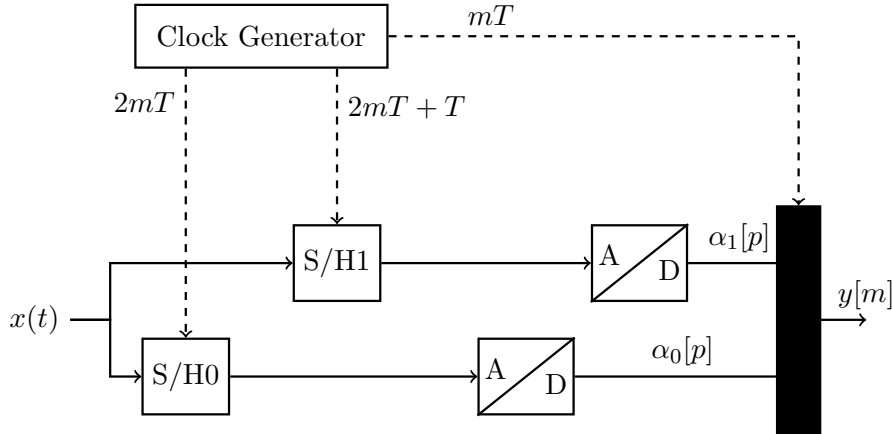 Clock Generator
mT
2mT
2mT + T
S/H1
A
D
α₁[p]
x(t)
y[m]
S/H0
A
D
α₀[p]